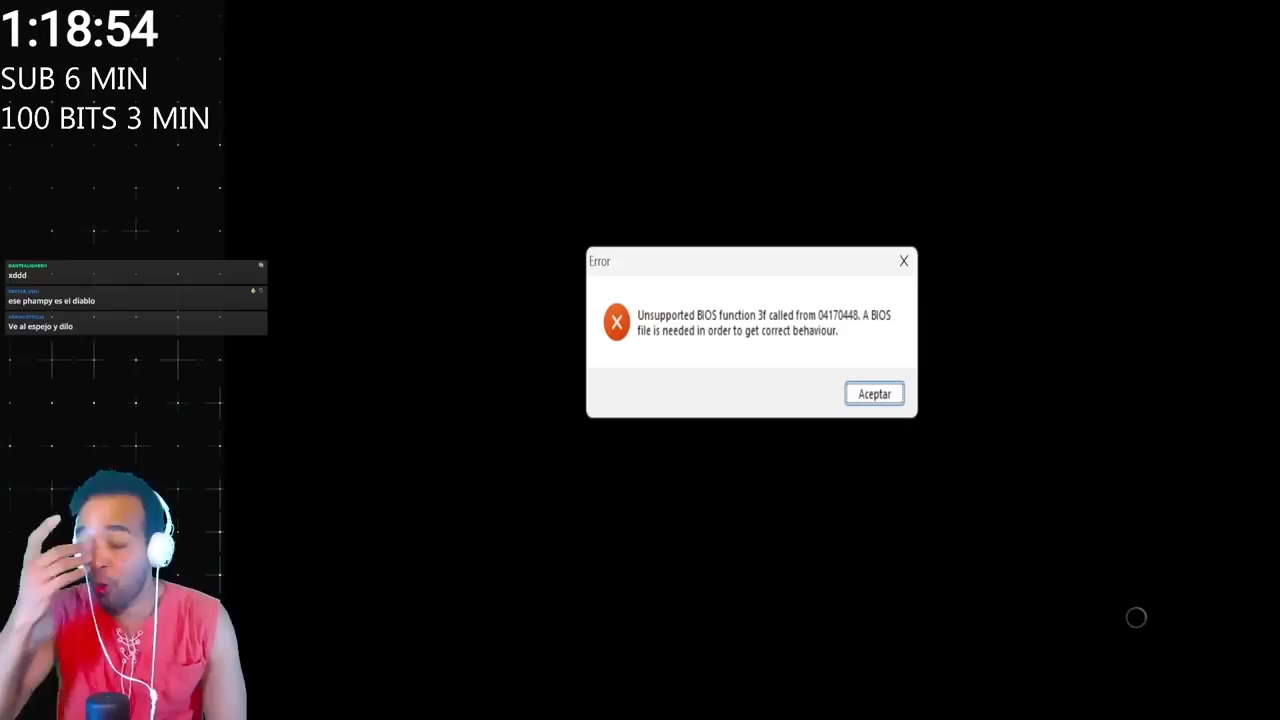 1:18:54
SUB 6 MIN
100 BITS 3 MIN
xddd
ese phampy es el diablo
Ve al espejo y dilo
Error
X
Unsupported BIOS function 3f called from 04170448. A BIOS
file is needed in order to get correct behaviour.
Aceptar